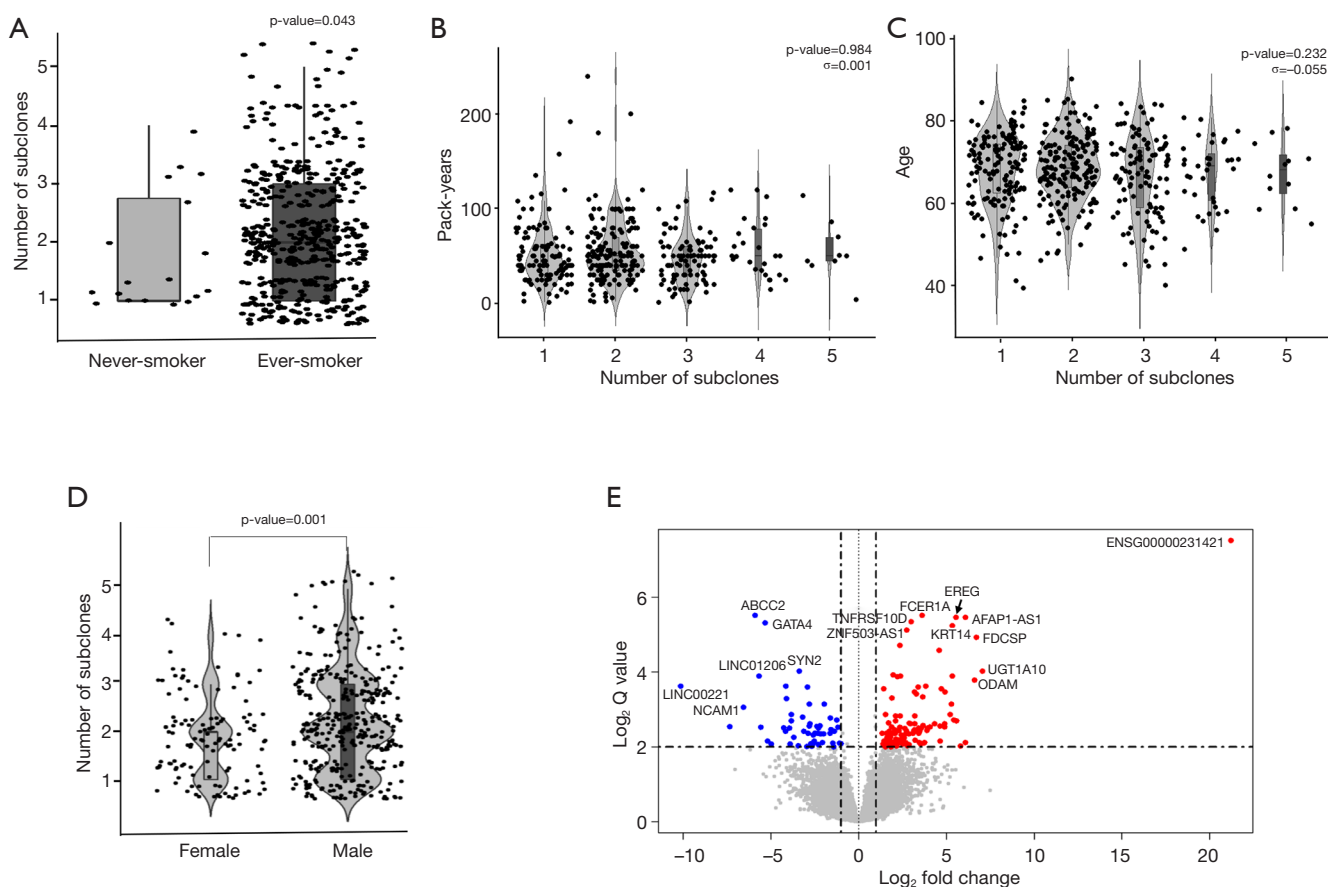 A
p-value=0.043
Number of subclones
5
4
3
2
1
Never-smoker
Ever-smoker
B
p-value=0.984
σ=0.001
Pack-years
200
100
0
1
2
3
4
5
Number of subclones
C
p-value=0.232
σ=−0.055
Age
100
80
60
40
1
2
3
4
5
Number of subclones
D
p-value=0.001
Number of subclones
5
4
3
2
1
Female
Male
E
Log2 Q value
6
4
2
0
ENSG00000231421
EREG
ABCC2
FCER1A
TNFRSF10D
AFAP1-AS1
GATA4
ZNF503-AS1
KRT14
FDCSP
LINC01206
SYN2
UGT1A10
ODAM
LINC00221
NCAM1
−10
−5
0
5
10
15
20
Log2 fold change